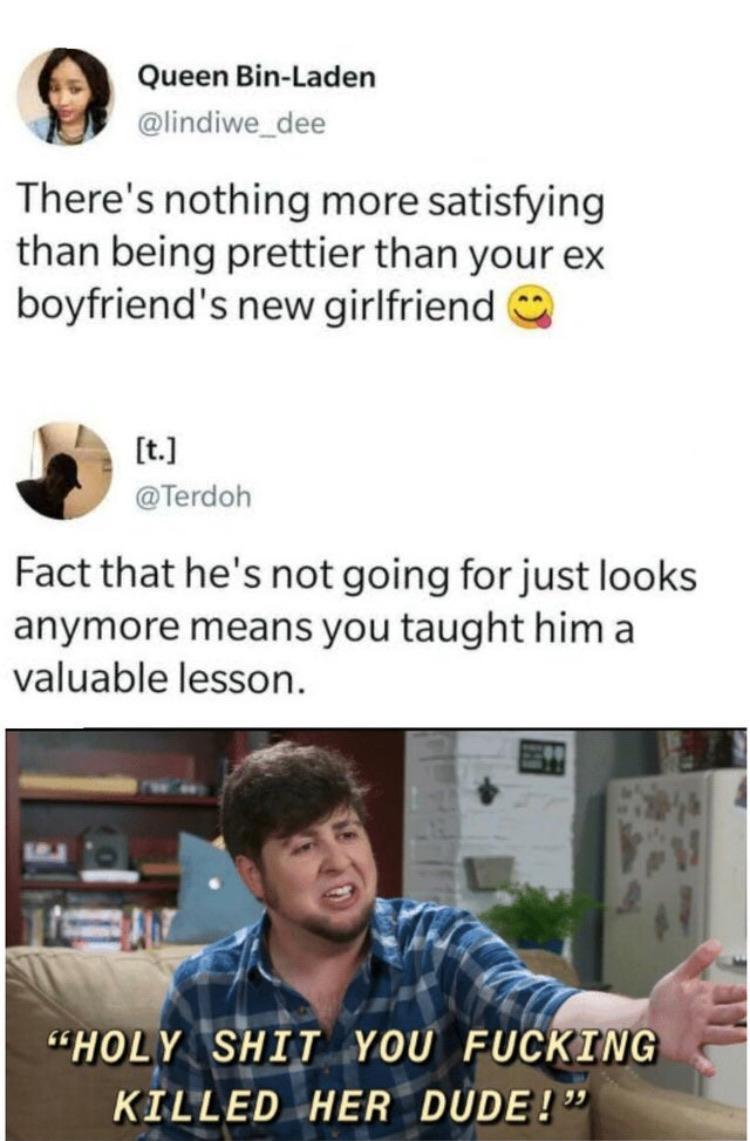 Queen Bin-Laden
@lindiwe_dee
There's nothing more satisfying
than being prettier than your ex
boyfriend's new girlfriend 😋
[t.]
@Terdoh
Fact that he's not going for just looks
anymore means you taught him a
valuable lesson.
“HOLY SHIT YOU FUCKING
KILLED HER DUDE!”